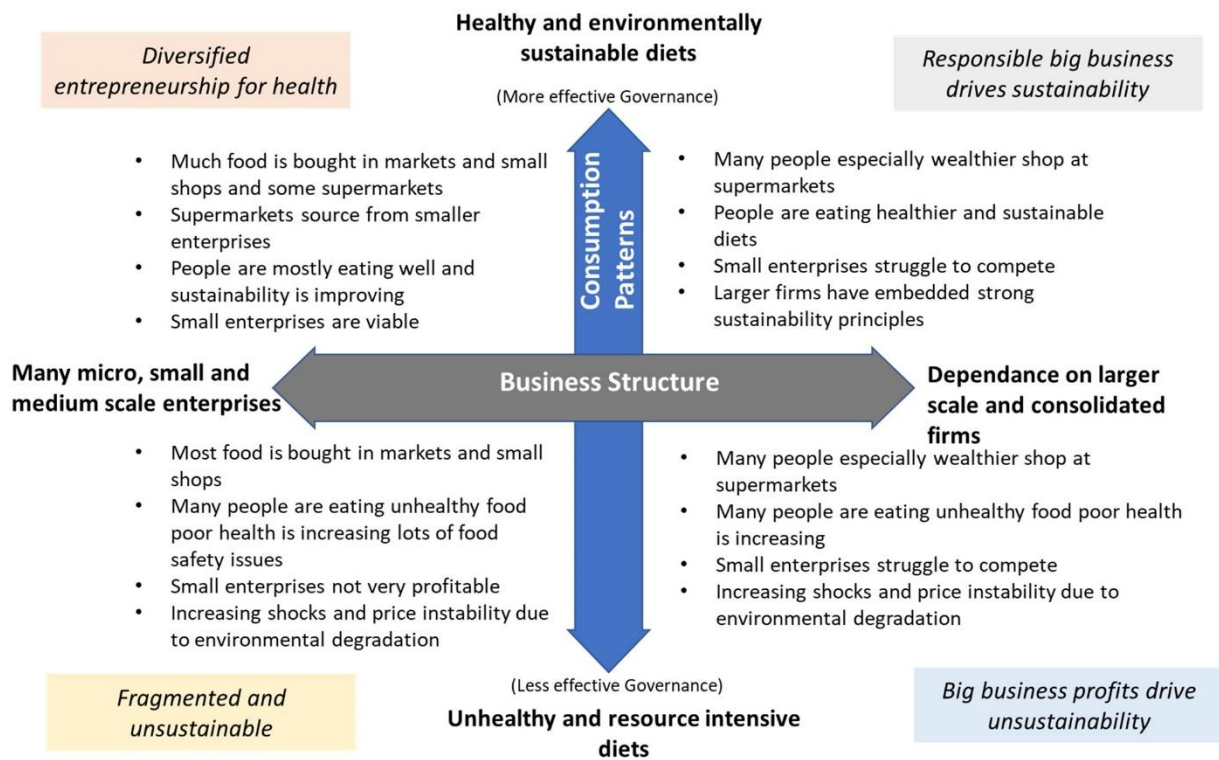 Healthy and environmentally
sustainable diets
(More effective Governance)
Diversified
entrepreneurship for health
Responsible big business
drives sustainability
• Much food is bought in markets and small
shops and some supermarkets
• Supermarkets source from smaller
enterprises
• People are mostly eating well and
sustainability is improving
• Small enterprises are viable
Consumption
Patterns
• Many people especially wealthier shop at
supermarkets
• People are eating healthier and sustainable
diets
• Small enterprises struggle to compete
• Larger firms have embedded strong
sustainability principles
Many micro, small and
medium scale enterprises
Business Structure
Dependance on larger
scale and consolidated
firms
• Most food is bought in markets and small
shops
• Many people are eating unhealthy food
poor health is increasing lots of food
safety issues
• Small enterprises not very profitable
• Increasing shocks and price instability due
to environmental degradation
• Many people especially wealthier shop at
supermarkets
• Many people are eating unhealthy food poor health
is increasing
• Small enterprises struggle to compete
• Increasing shocks and price instability due to
environmental degradation
Fragmented and
unsustainable
(Less effective Governance)
Unhealthy and resource intensive
diets
Big business profits drive
unsustainability